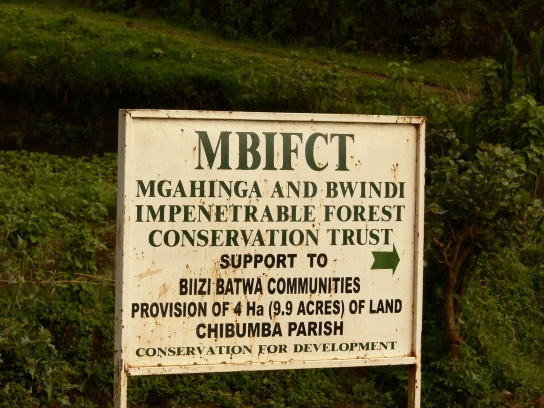 MBIFCT
MGAHINGA AND BWINDI
IMPENETRABLE FOREST
CONSERVATION TRUST
SUPPORT TO
BIIZI BATWA COMMUNITIES
PROVISION OF 4 Ha (9.9 ACRES) OF LAND
CHIBUMBA PARISH
CONSERVATION FOR DEVELOPMENT